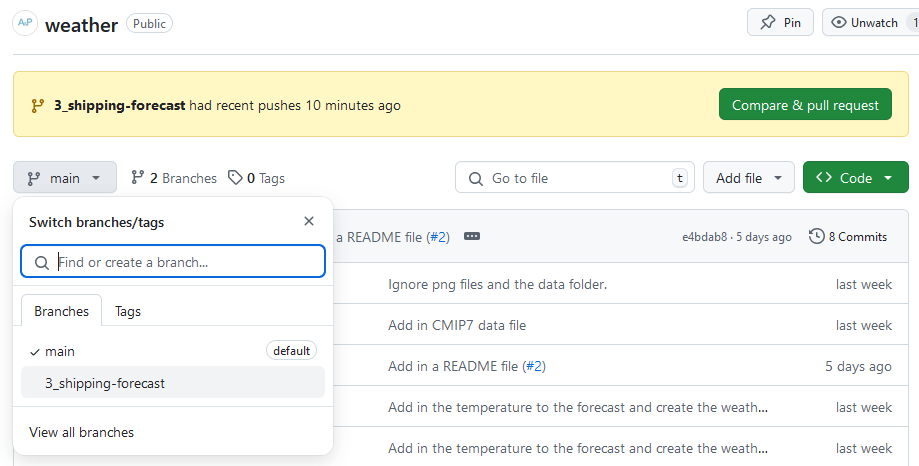 A&P weather Public Pin Unwatch 1
3_shipping-forecast had recent pushes 10 minutes ago Compare & pull request
main 2 Branches 0 Tags Go to file t Add file Code
Switch branches/tags
a README file (#2) e4bdab8 · 5 days ago 8 Commits
Find or create a branch...
Ignore png files and the data folder. last week
Branches Tags
Add in CMIP7 data file last week
main default
Add in a README file (#2) 5 days ago
3_shipping-forecast
Add in the temperature to the forecast and create the weath... last week
View all branches
Add in the temperature to the forecast and create the weath... last week